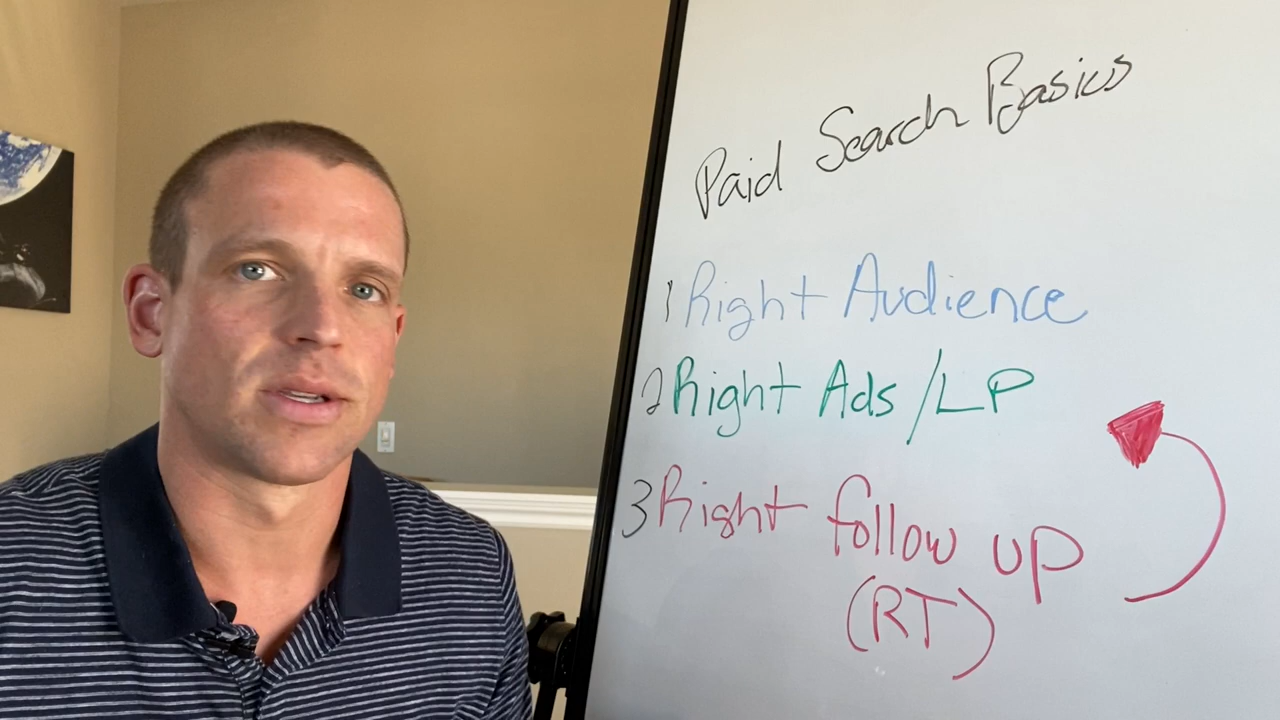 Paid Search Basics
1 Right Audience
2 Right Ads/LP
3 Right follow up
(RT)